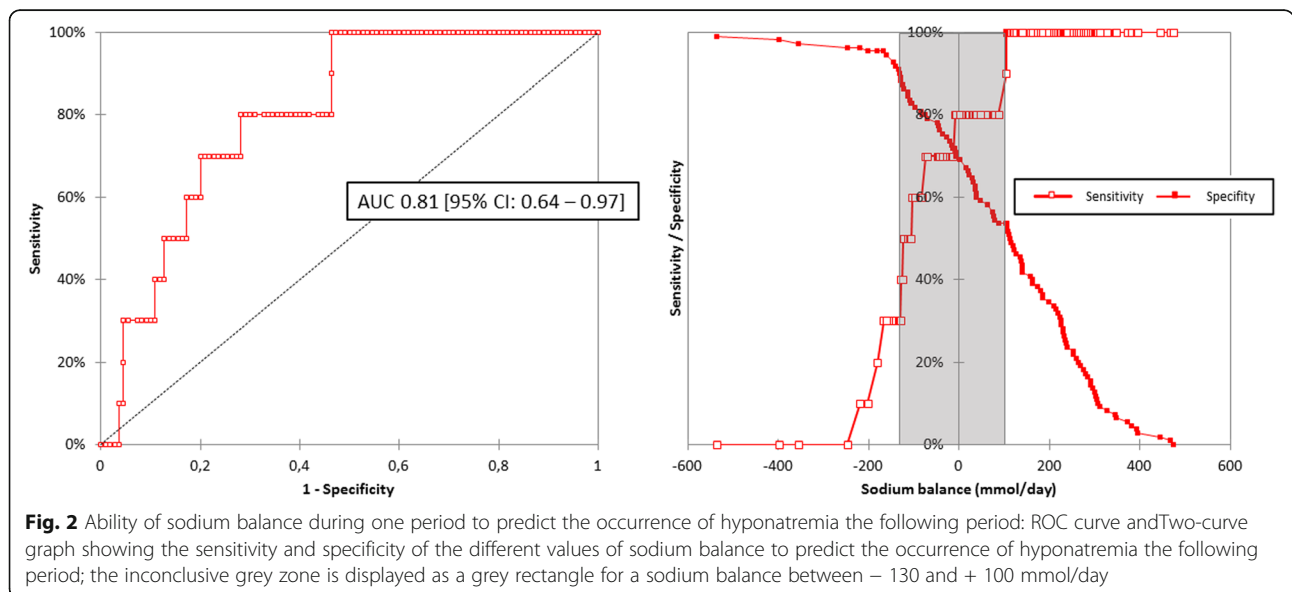 100%
80%
60%
40%
20%
0%
0
0,2
0,4
0,6
0,8
1
Sensitivity
1 - Specificity
AUC 0.81 [95% CI: 0.64 – 0.97]
100%
80%
60%
40%
20%
0%
-600
-400
-200
0
200
400
600
Sensitivity / Specificity
Sodium balance (mmol/day)
Sensitivity
Specifity
Fig. 2 Ability of sodium balance during one period to predict the occurrence of hyponatremia the following period: ROC curve andTwo-curve
graph showing the sensitivity and specificity of the different values of sodium balance to predict the occurrence of hyponatremia the following
period; the inconclusive grey zone is displayed as a grey rectangle for a sodium balance between − 130 and + 100 mmol/day